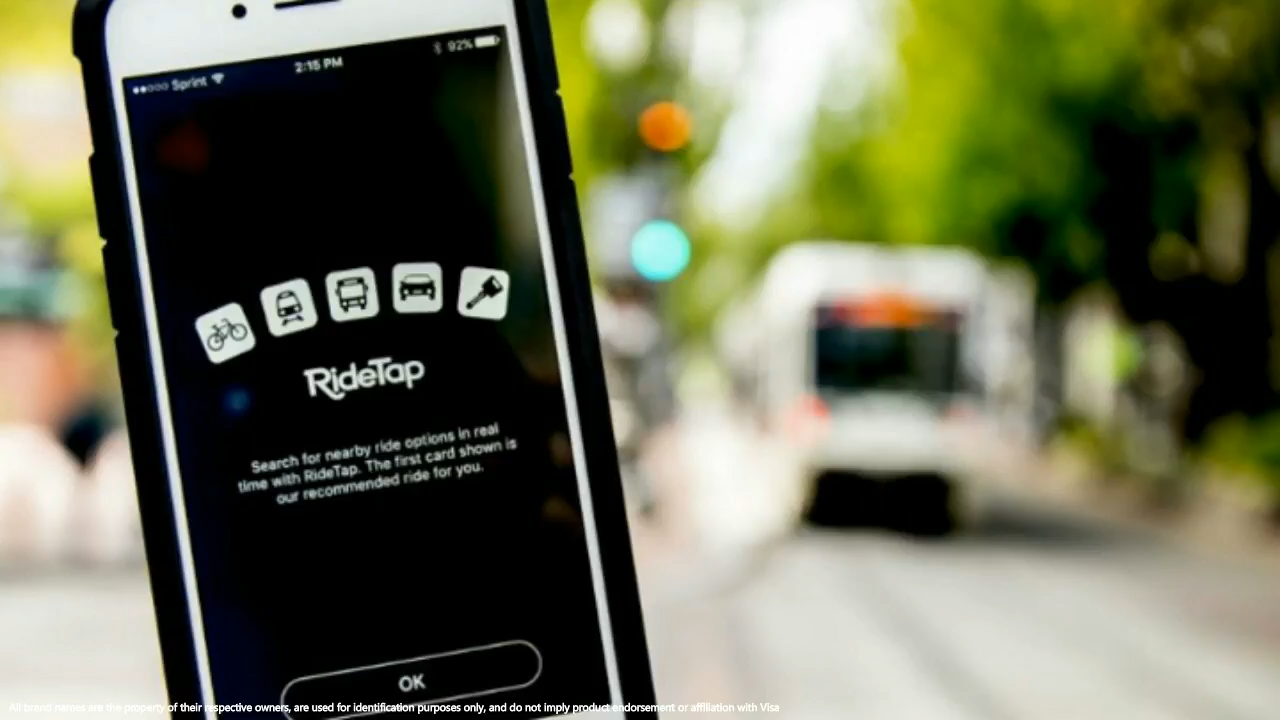 Sprint
2:15 PM
92%
RideTap
Search for nearby ride options in real
time with RideTap. The first card shown is
our recommended ride for you.
OK
All brand names are the property of their respective owners, are used for identification purposes only, and do not imply product endorsement or affiliation with Visa